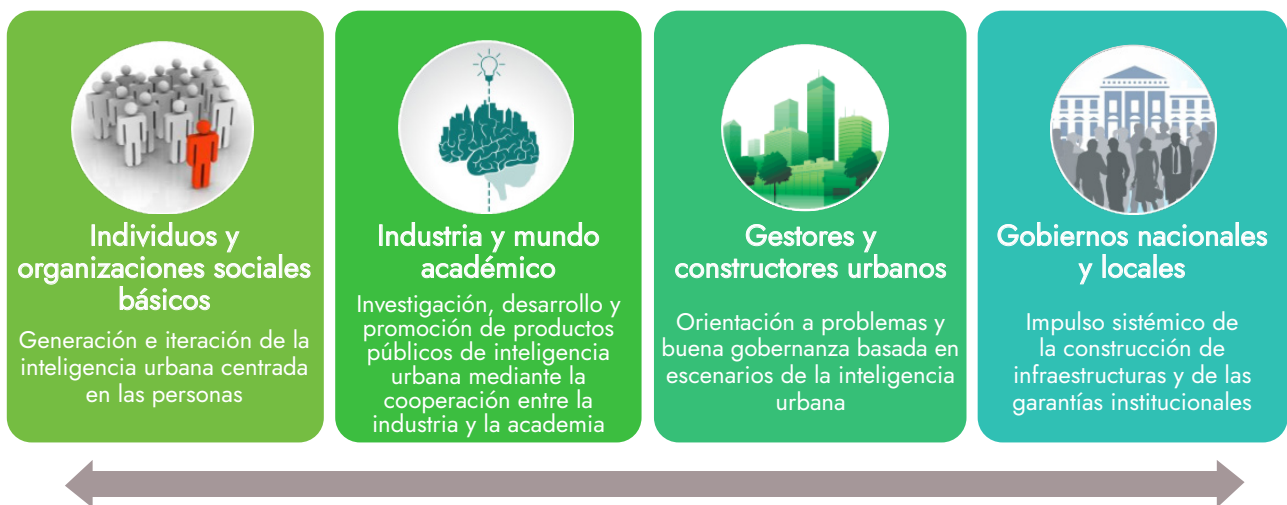 Individuos y
organizaciones sociales
básicos
Generación e iteración de la
inteligencia urbana centrada
en las personas
Industria y mundo
académico
Investigación, desarrollo y
promoción de productos
públicos de inteligencia
urbana mediante la
cooperación entre la
industria y la academia
Gestores y
constructores urbanos
Orientación a problemas y
buena gobernanza basada en
escenarios de la inteligencia
urbana
Gobiernos nacionales
y locales
Impulso sistémico de
la construcción de
infraestructuras y de las
garantías institucionales